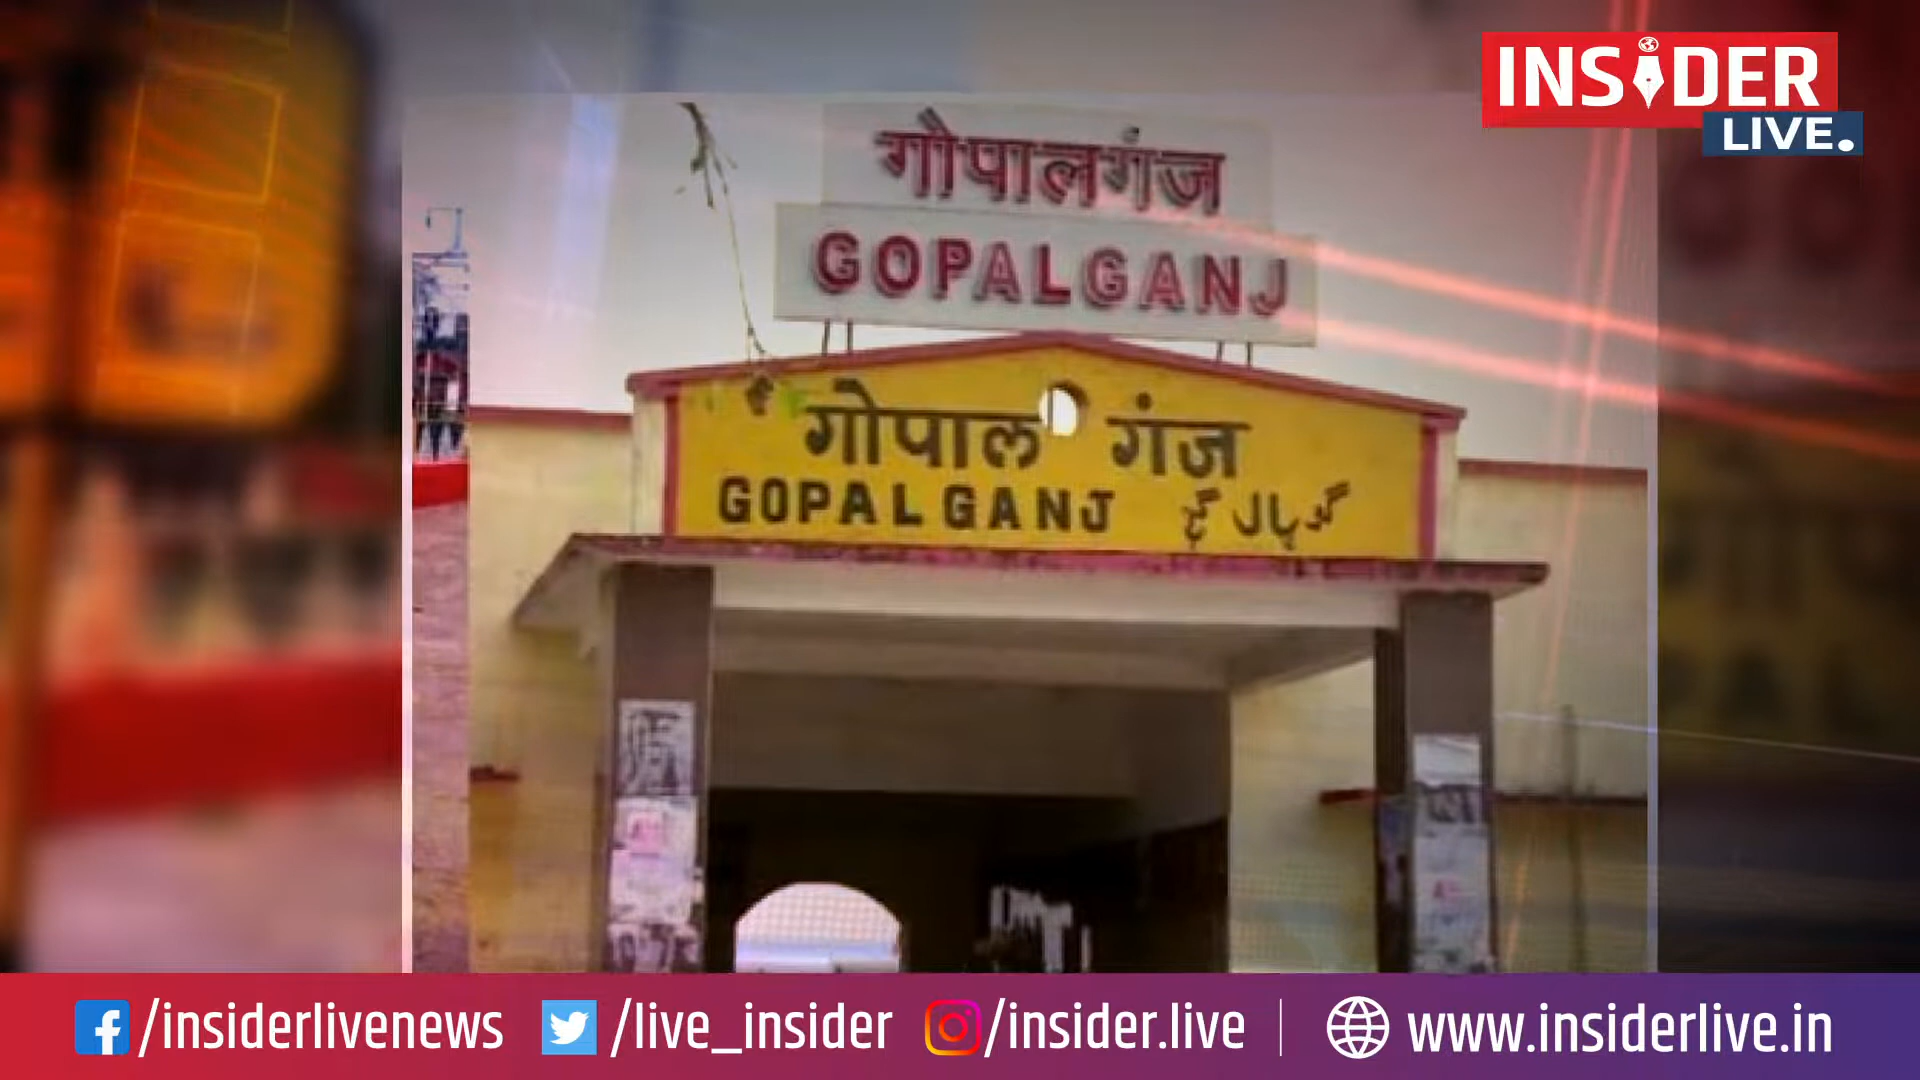 INSIDER
LIVE.
गोपालगंज
GOPALGANJ
गोपाल गंज
GOPALGANJ گوپال گنج
/insiderlivenews /live_insider /insider.live www.insiderlive.in